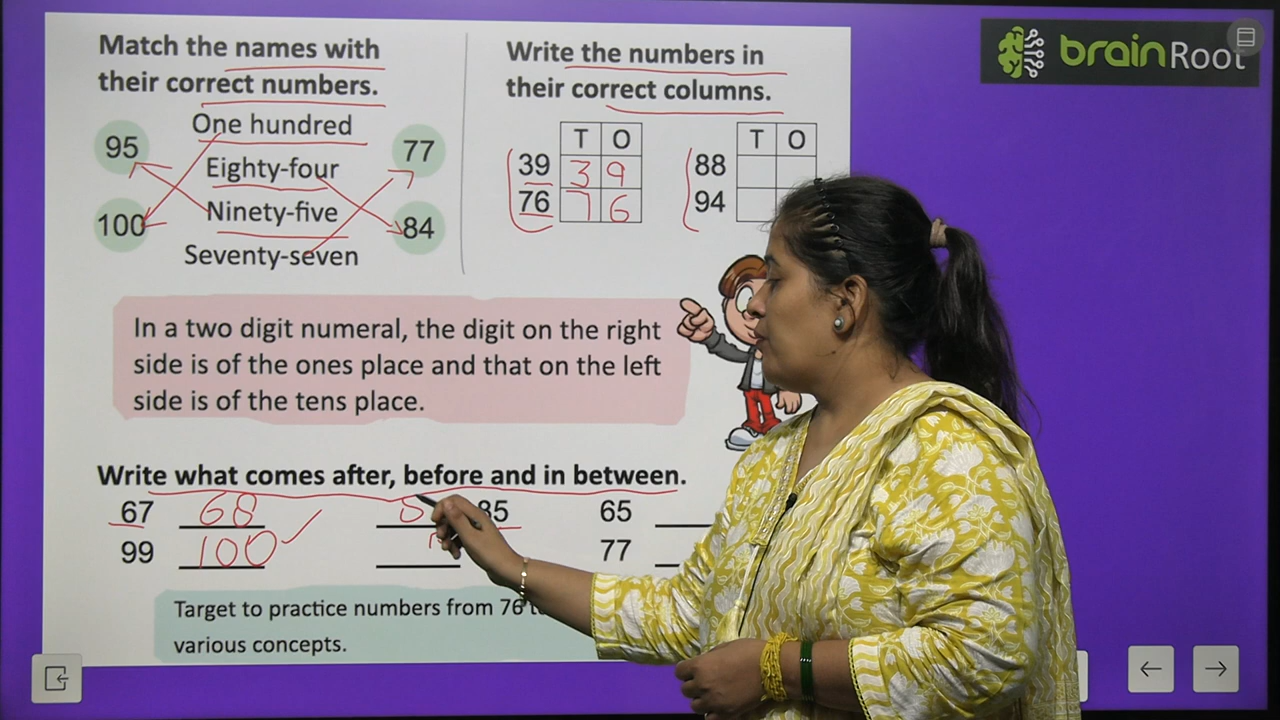 Match the names with
their correct numbers.
95
100
One hundred
Eighty-four
Ninety-five
Seventy-seven
77
84
Write the numbers in
their correct columns.
T O
39 3 9
76 7 6
T O
88
94
brainRoot
In a two digit numeral, the digit on the right
side is of the ones place and that on the left
side is of the tens place.
Write what comes after, before and in between.
67 68
99 100
85
65
77
Target to practice numbers from 76
various concepts.